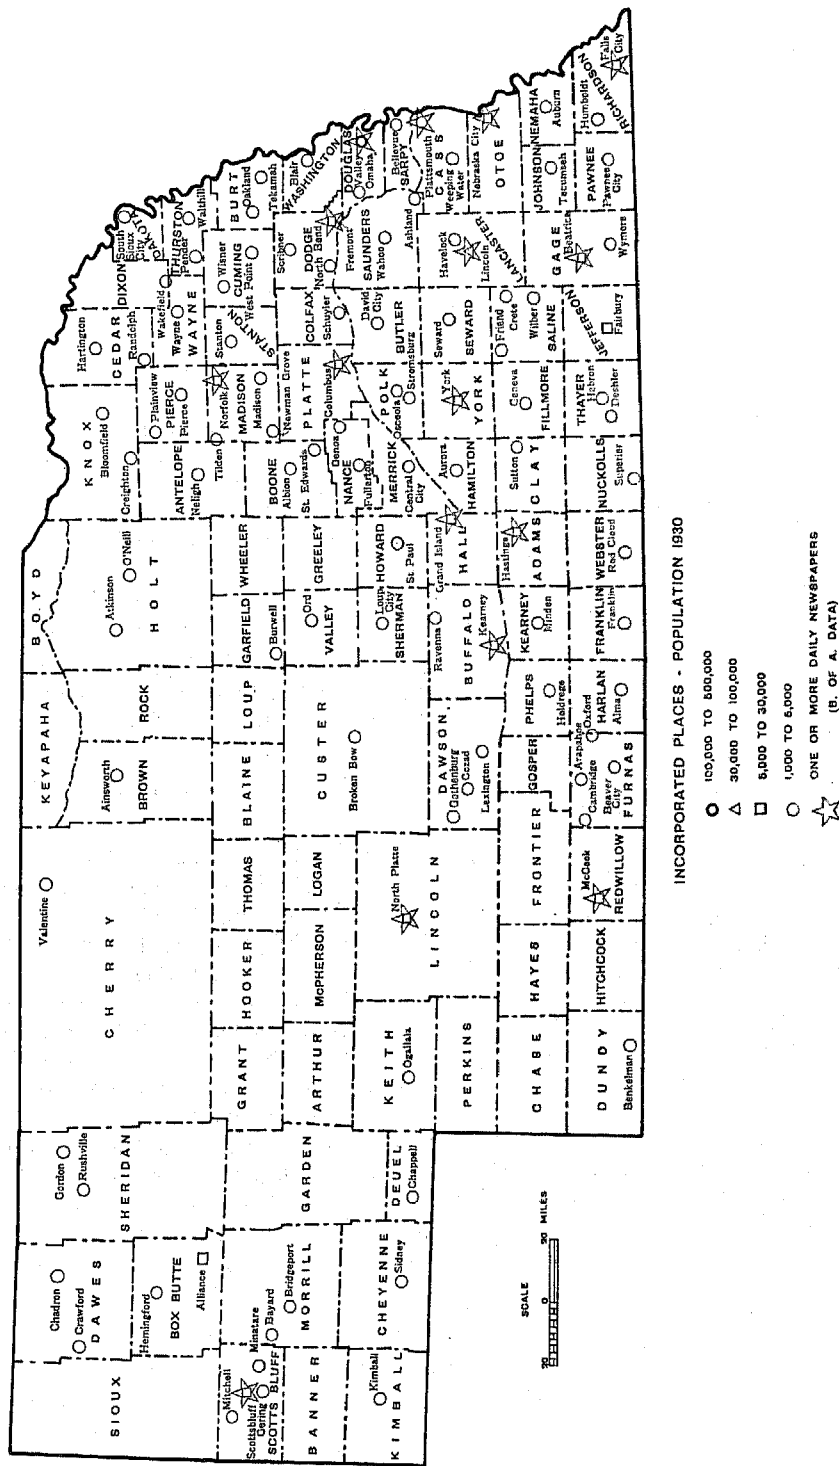 SIOUX
Chadron
Crawford
DAWES
Hemingford
BOX BUTTE
Alliance
Gordon
Rushville
SHERIDAN
Mitchell
Scottsbluff
Gering
SCOTTS BLUFF
Minatare
Bayard
Bridgeport
MORRILL
BANNER
Kimball
KIMBALL
CHEYENNE
Sidney
GARDEN
DEUEL
Chappell
Valentine
CHERRY
GRANT
HOOKER
THOMAS
ARTHUR
McPHERSON
LOGAN
KEITH
Ogallala
North Platte
LINCOLN
PERKINS
CHASE
HAYES
FRONTIER
DUNDY
Benkelman
HITCHCOCK
McCook
REDWILLOW
KEYAPAHA
Ainsworth
BROWN
ROCK
BLAINE
LOUP
CUSTER
Broken Bow
DAWSON
Gothenburg
Cozad
Lexington
GOSPER
PHELPS
Holdrege
Arapahoe
Cambridge
Oxford
Beaver City
FURNAS
HARLAN
Alma
BOYD
Atkinson
O'Neill
HOLT
GARFIELD
Burwell
WHEELER
Ord
VALLEY
GREELEY
Loup City
SHERMAN
HOWARD
St. Paul
Ravenna
BUFFALO
Kearney
Grand Island
HALL
KEARNEY
Minden
Hastings
ADAMS
FRANKLIN
Franklin
WEBSTER
Red Cloud
KNOX
Bloomfield
Creighton
ANTELOPE
Neligh
Tilden
Plainview
PIERCE
Pierce
Norfolk
MADISON
Madison
Newman Grove
BOONE
Albion
St. Edwards
PLATTE
Columbus
Genoa
NANCE
Fullerton
MERRICK
Central City
POLK
Osceola
Stromsburg
Aurora
HAMILTON
York
YORK
Sutton
CLAY
Geneva
FILLMORE
NUCKOLLS
Superior
THAYER
Hebron
Deshler
Hartington
CEDAR
Randolph
DIXON
Wakefield
South Sioux City
DAKOTA
Wayne
WAYNE
THURSTON
Pender
Walthill
Stanton
STANTON
Wisner
CUMING
West Point
BURT
Oakland
Tekamah
COLFAX
Schuyler
Scribner
DODGE
North Bend
Fremont
Blair
WASHINGTON
DOUGLAS
Valley
Omaha
David City
BUTLER
SAUNDERS
Wahoo
Ashland
Bellevue
SARPY
Plattsmouth
CASS
Weeping Water
Seward
SEWARD
Havelock
Lincoln
LANCASTER
Nebraska City
OTOE
Friend
Crete
Wilber
SALINE
JEFFERSON
Fairbury
GAGE
Beatrice
Wymore
JOHNSON
Tecumseh
NEMAHA
Auburn
PAWNEE
Pawnee City
Humboldt
RICHARDSON
Falls City
SCALE
20 0 20 MILES
INCORPORATED PLACES - POPULATION 1930
100,000 TO 500,000
30,000 TO 100,000
5,000 TO 30,000
1,000 TO 5,000
ONE OR MORE DAILY NEWSPAPERS
(B. OF A. DATA)